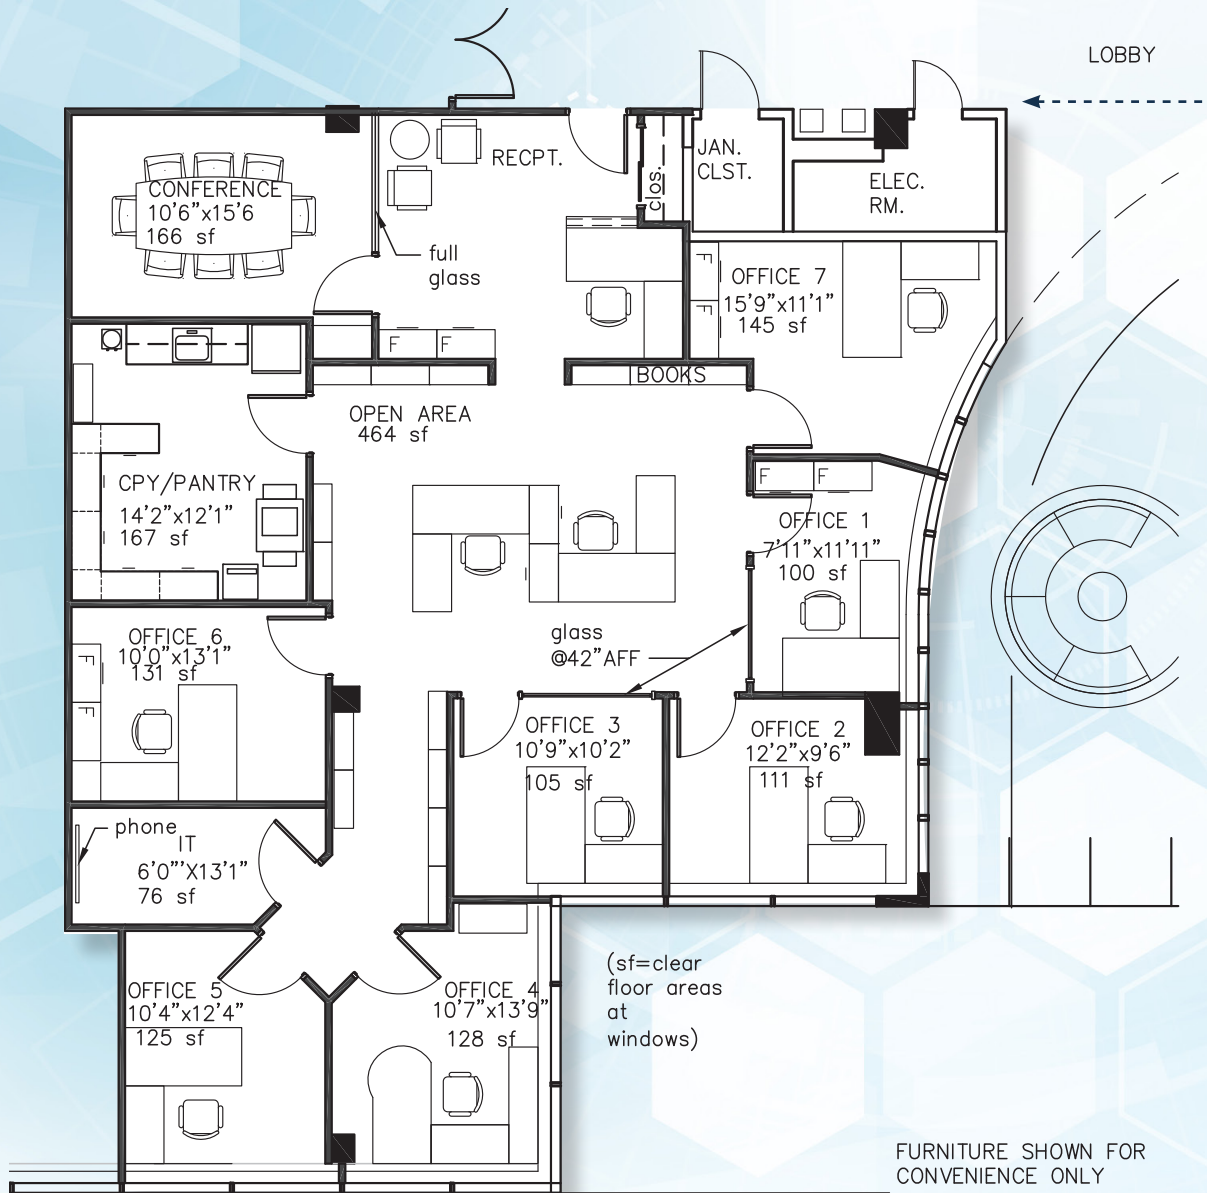 LOBBY
RECPT.
JAN.
CLST.
clos.
ELEC.
RM.
CONFERENCE
10'6"x15'6
166 sf
full
glass
OFFICE 7
15'9"x11'1"
145 sf
F
F
F
F
BOOKS
OPEN AREA
464 sf
CPY/PANTRY
14'2"x12'1"
167 sf
F
F
OFFICE 1
7'11"x11'11"
100 sf
glass
@42"AFF
OFFICE 6
10'0"x13'1"
131 sf
F
F
OFFICE 3
10'9"x10'2"
105 sf
OFFICE 2
12'2"x9'6"
111 sf
phone
IT
6'0"'X13'1"
76 sf
OFFICE 5
10'4"x12'4"
125 sf
OFFICE 4
10'7"x13'9"
128 sf
(sf=clear
floor areas
at
windows)
FURNITURE SHOWN FOR
CONVENIENCE ONLY